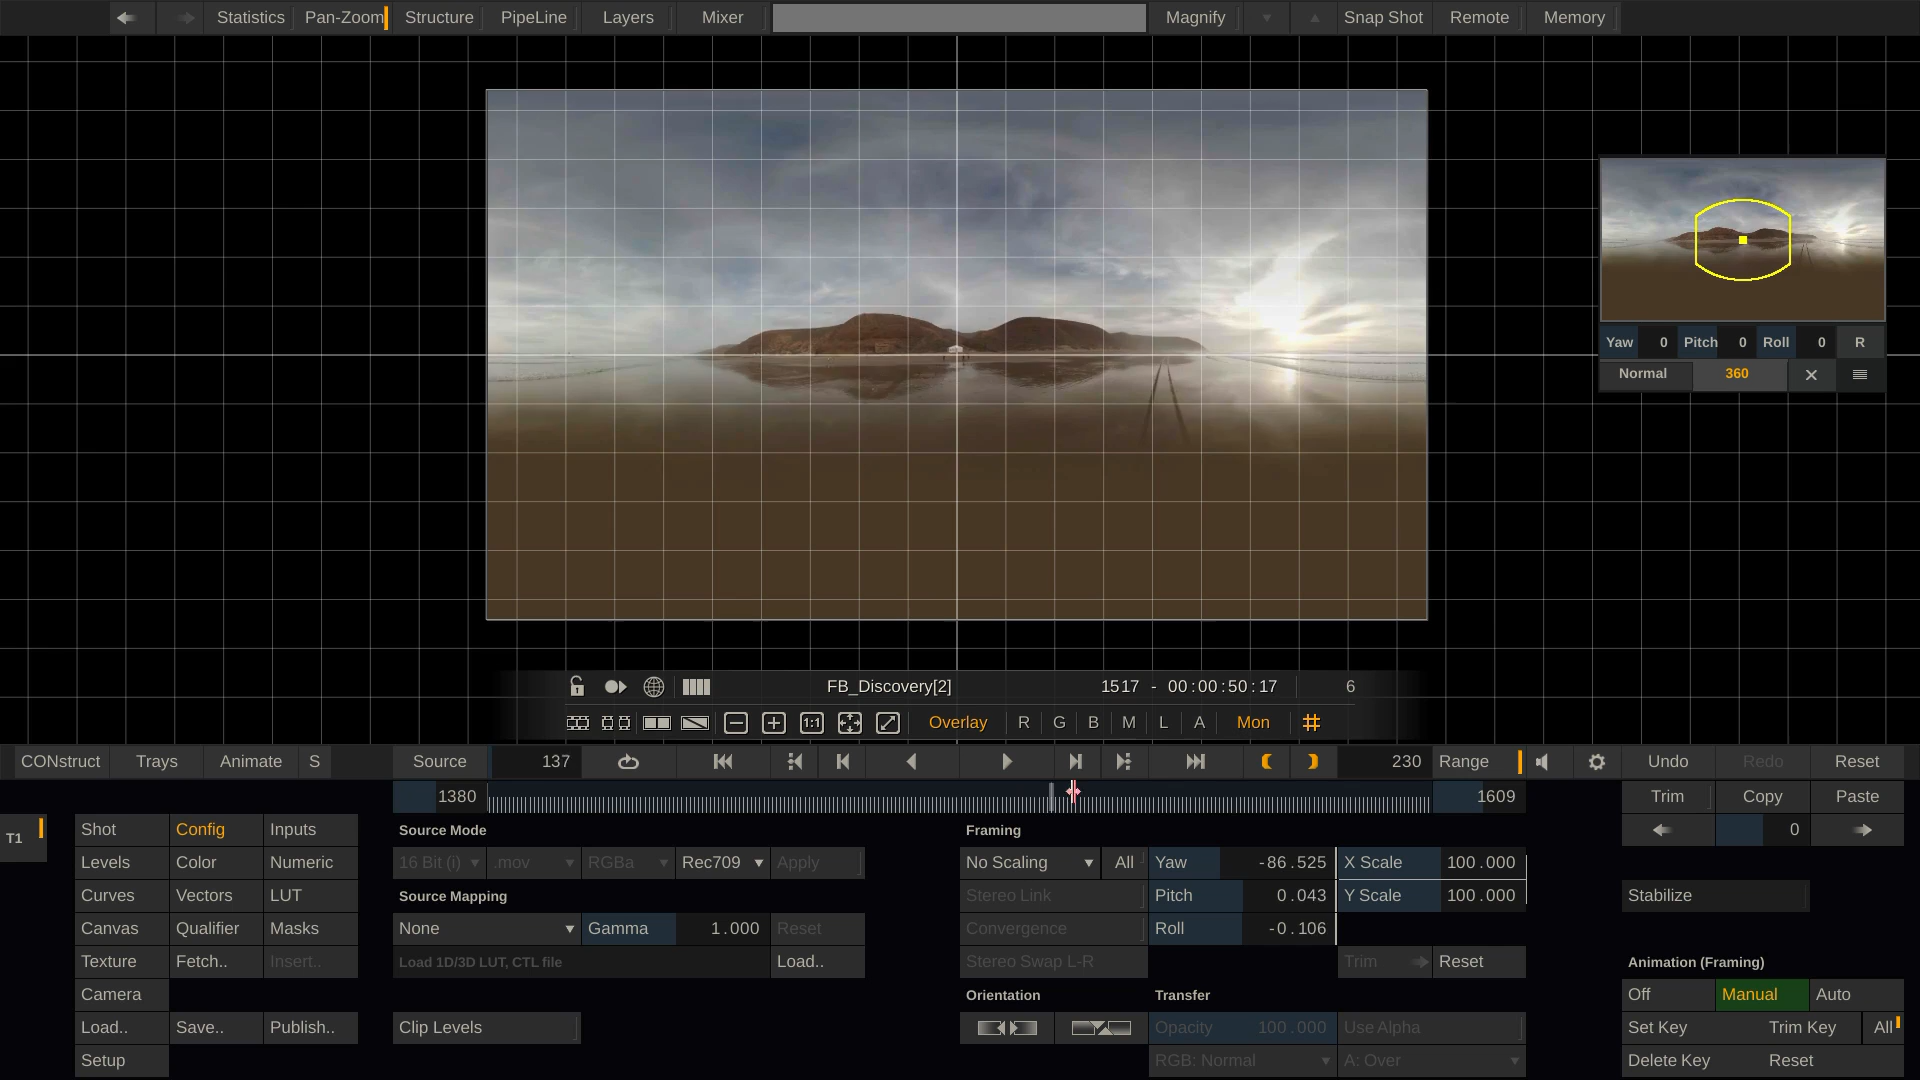 Statistics Pan-Zoom Structure PipeLine Layers Mixer Magnify Snap Shot Remote Memory
Yaw 0 Pitch 0 Roll 0 R
Normal 360
FB_Discovery[2] 1517 - 00:00:50:17 6
1:1 Overlay R G B M L A Mon
CONstruct Trays Animate S Source 137 230 Range Undo Redo Reset
1380 1609 Trim Copy Paste
T1 Shot Config Inputs Source Mode Framing 0
Levels Color Numeric 16 Bit (i) .mov RGBa Rec709 Apply No Scaling All Yaw -86.525 X Scale 100.000
Curves Vectors LUT Source Mapping Stereo Link Pitch 0.043 Y Scale 100.000 Stabilize
Canvas Qualifier Masks None Gamma 1.000 Reset Convergence Roll -0.106
Texture Fetch.. Insert.. Load 1D/3D LUT, CTL file Load.. Stereo Swap L-R Trim Reset Animation (Framing)
Camera Orientation Transfer Off Manual Auto
Load.. Save.. Publish.. Clip Levels Opacity 100.000 Use Alpha Set Key Trim Key All
Setup RGB: Normal A: Over Delete Key Reset